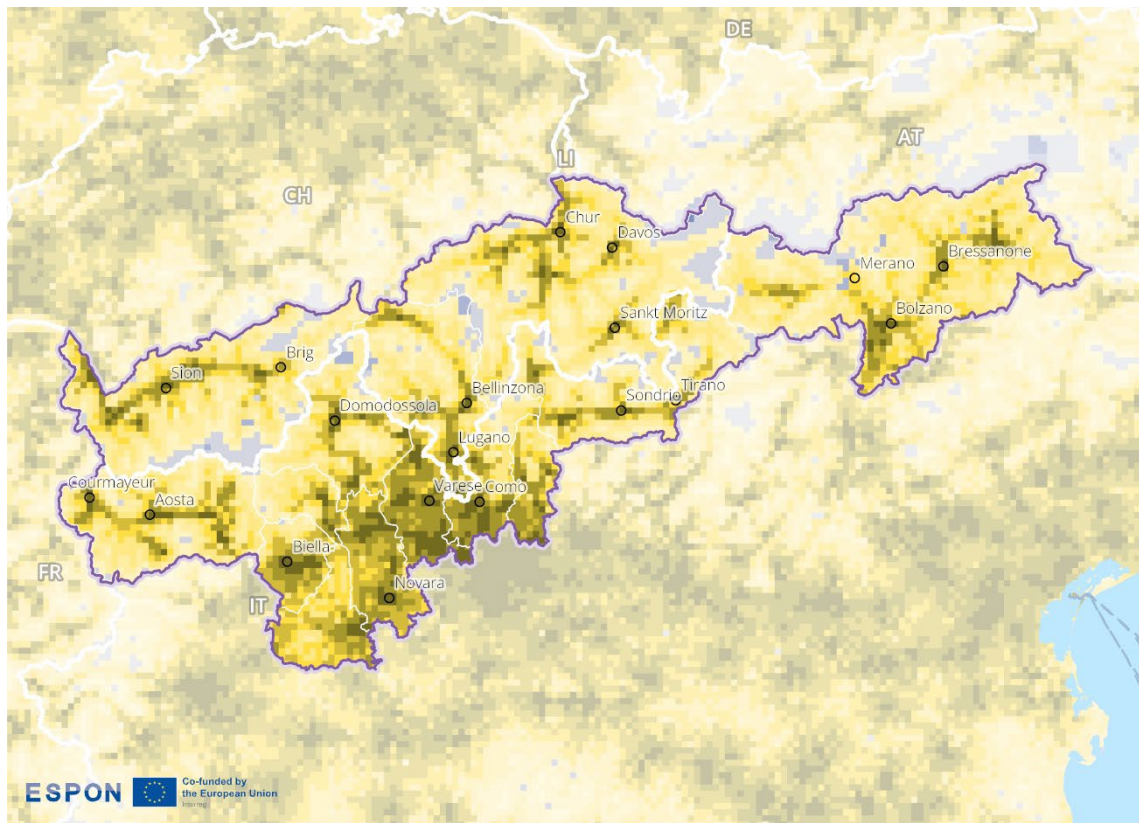 DE
AT
LI
CH
Chur
Davos
Merano
Bressanone
Bolzano
Sankt Moritz
Brig
Sion
Domodossola
Bellinzona
Sondrio
Tirano
Lugano
Courmayeur
Aosta
Varese
Como
Biella
Novara
FR
IT
ESPON
Co-funded by
the European Union
Interreg